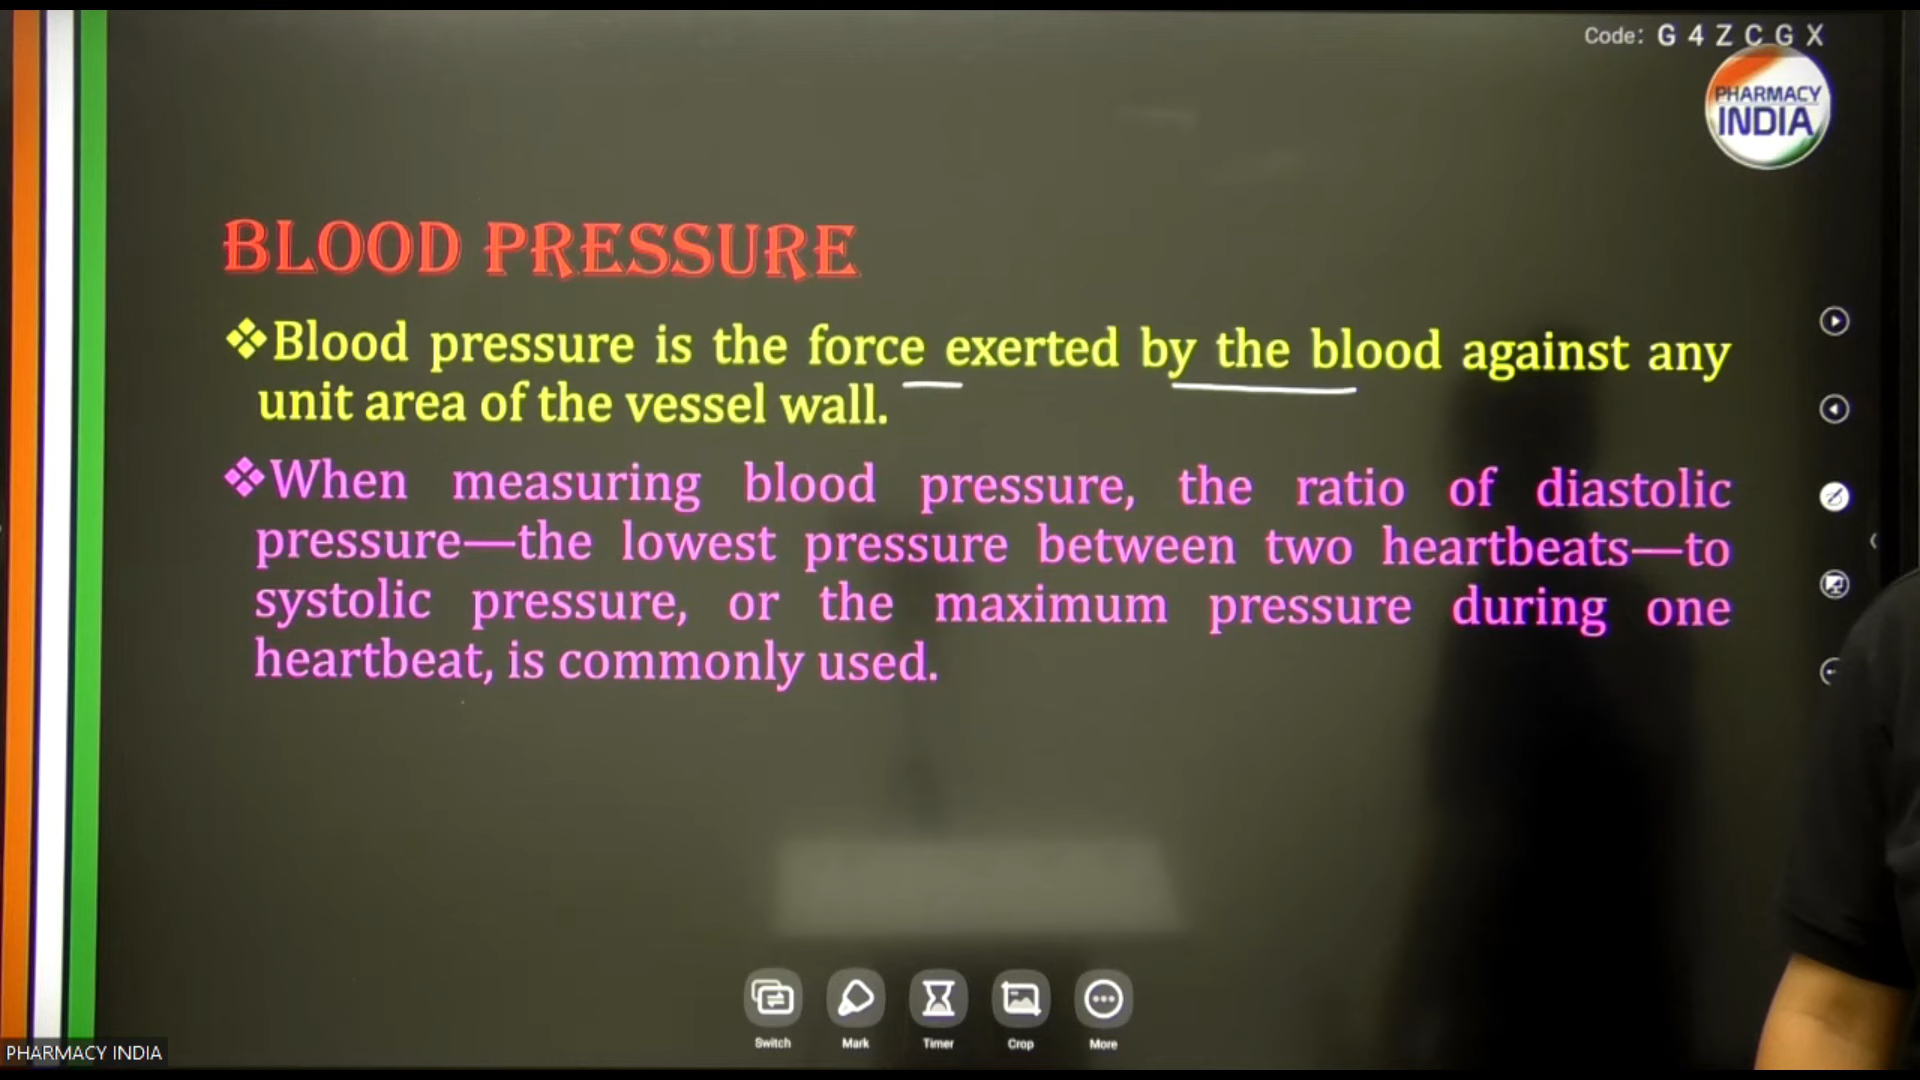 Code: G 4 Z C G X
PHARMACY
INDIA
BLOOD PRESSURE
❖Blood pressure is the force exerted by the blood against any
unit area of the vessel wall.
❖When measuring blood pressure, the ratio of diastolic
pressure—the lowest pressure between two heartbeats—to
systolic pressure, or the maximum pressure during one
heartbeat, is commonly used.
Switch Mark Timer Crop More
PHARMACY INDIA